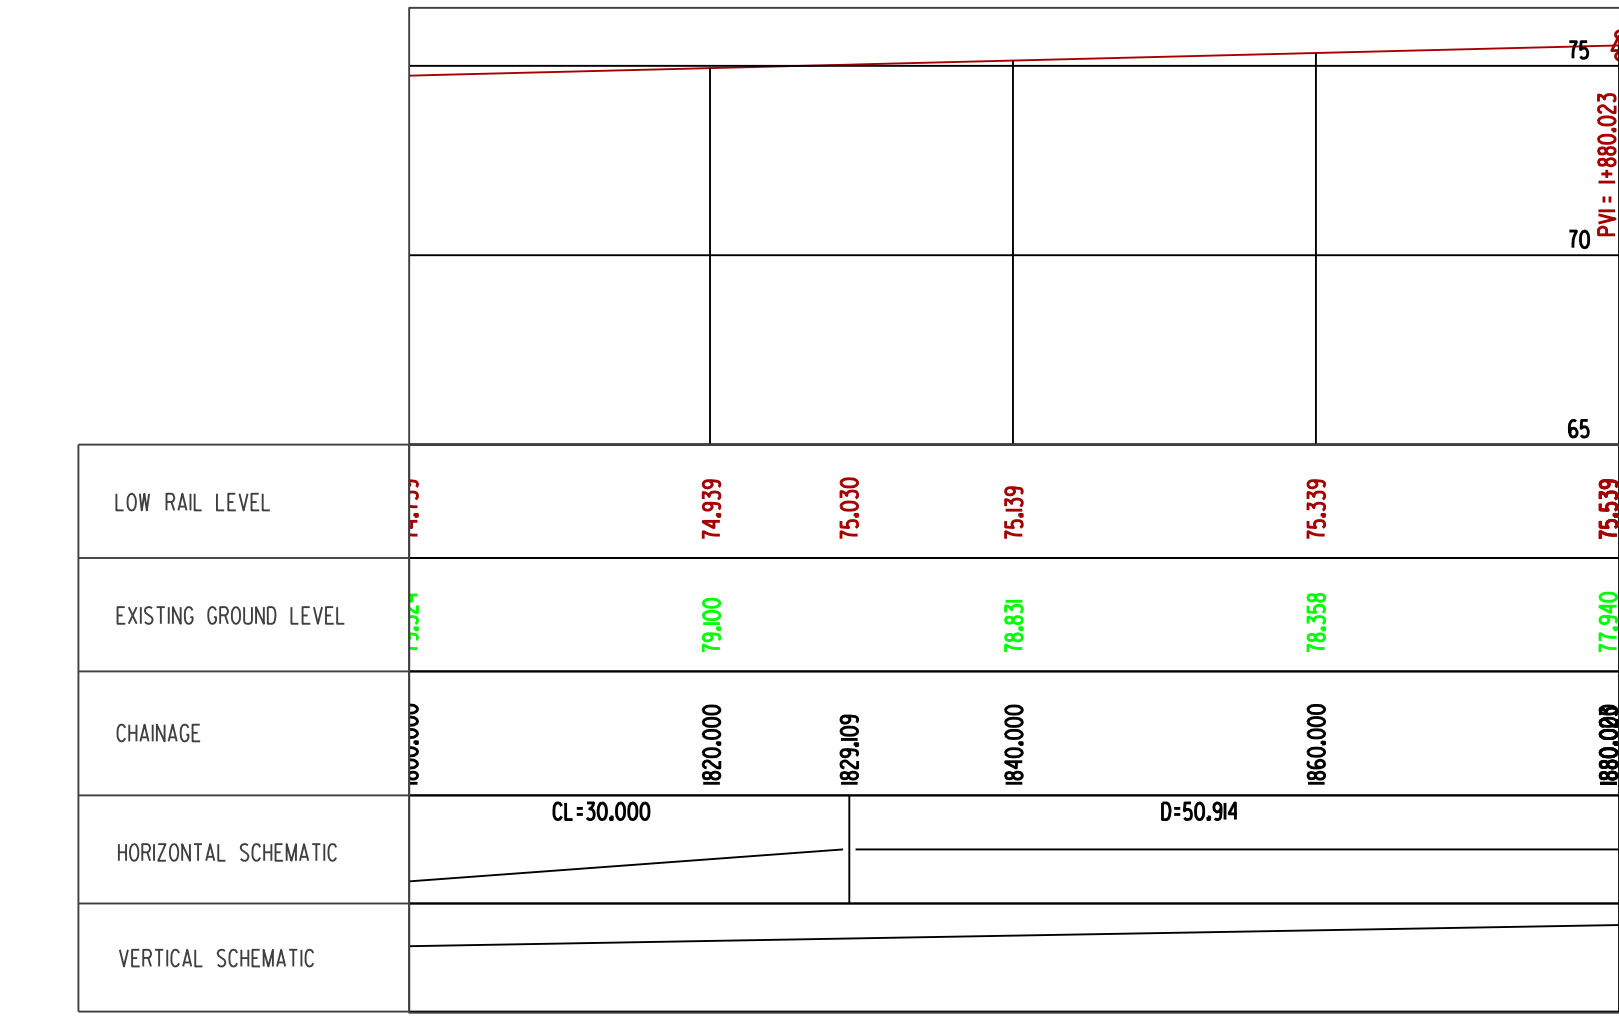 75
PVI = 1+880.023
70
65
LOW RAIL LEVEL
74.939
75.030
75.139
75.339
75.539
EXISTING GROUND LEVEL
79.100
78.831
78.358
77.940
CHAINAGE
1820.000
1829.109
1840.000
1860.000
CL=30.000
D=50.914
HORIZONTAL SCHEMATIC
VERTICAL SCHEMATIC